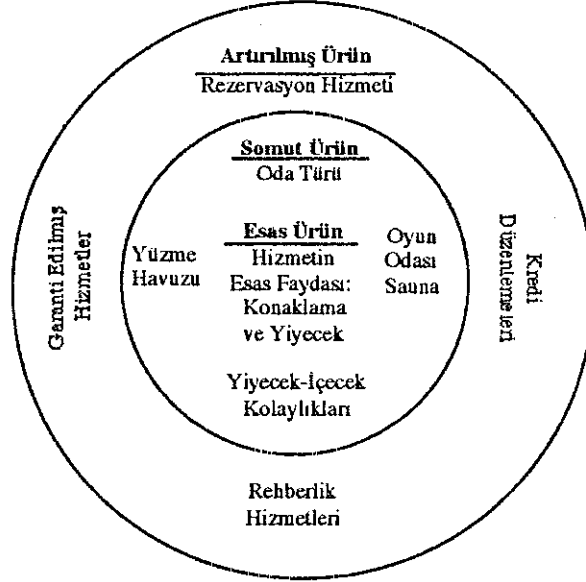 Artırılmış Ürün
Rezervasyon Hizmeti
Somut Ürün
Oda Türü
Garanti Edilmiş
Hizmetler
Yüzme
Havuzu
Esas Ürün
Hizmetin
Esas Faydası:
Konaklama
ve Yiyecek
Oyun
Odası
Sauna
Kredi
Düzenlemeleri
Yiyecek-İçecek
Kolaylıkları
Rehberlik
Hizmetleri